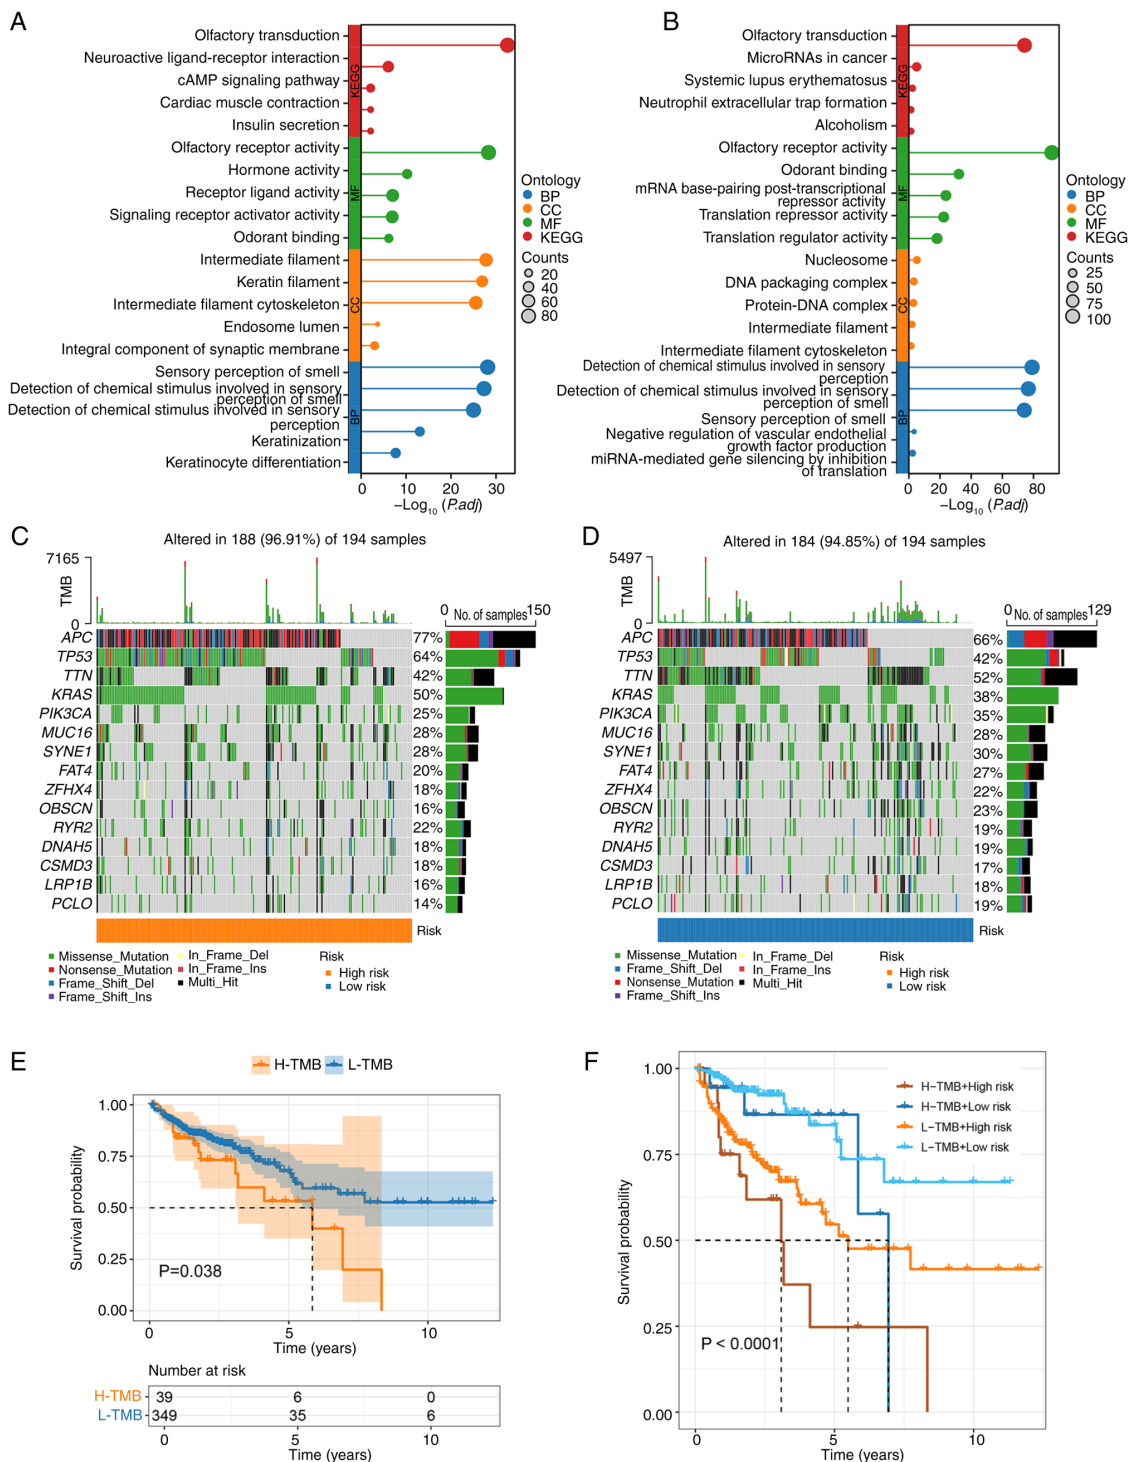 A
Olfactory transduction
Neuroactive ligand-receptor interaction
cAMP signaling pathway
Cardiac muscle contraction
Insulin secretion
Olfactory receptor activity
Hormone activity
Receptor ligand activity
Signaling receptor activator activity
Odorant binding
Intermediate filament
Keratin filament
Intermediate filament cytoskeleton
Endosome lumen
Integral component of synaptic membrane
Sensory perception of smell
Detection of chemical stimulus involved in sensory
perception of smell
Detection of chemical stimulus involved in sensory
perception
Keratinization
Keratinocyte differentiation
KEGG
MF
CC
BP
0 10 20 30
−Log10 (P.adj)
Ontology
BP
CC
MF
KEGG
Counts
20
40
60
80
B
Olfactory transduction
MicroRNAs in cancer
Systemic lupus erythematosus
Neutrophil extracellular trap formation
Alcoholism
Olfactory receptor activity
Odorant binding
mRNA base-pairing post-transcriptional
repressor activity
Translation repressor activity
Translation regulator activity
Nucleosome
DNA packaging complex
Protein-DNA complex
Intermediate filament
Intermediate filament cytoskeleton
Detection of chemical stimulus involved in sensory
perception
Detection of chemical stimulus involved in sensory
perception of smell
Sensory perception of smell
Negative regulation of vascular endothelial
growth factor production
miRNA-mediated gene silencing by inhibition
of translation
KEGG
MF
CC
BP
0 20 40 60 80
−Log10 (P.adj)
Ontology
BP
CC
MF
KEGG
Counts
25
50
75
100
C
Altered in 188 (96.91%) of 194 samples
7165
TMB
0
0 No. of samples 150
APC 77%
TP53 64%
TTN 42%
KRAS 50%
PIK3CA 25%
MUC16 28%
SYNE1 28%
FAT4 20%
ZFHX4 18%
OBSCN 16%
RYR2 22%
DNAH5 18%
CSMD3 18%
LRP1B 16%
PCLO 14%
Risk
Missense_Mutation
Nonsense_Mutation
Frame_Shift_Del
Frame_Shift_Ins
In_Frame_Del
In_Frame_Ins
Multi_Hit
Risk
High risk
Low risk
D
Altered in 184 (94.85%) of 194 samples
5497
TMB
0
0 No. of samples 129
APC 66%
TP53 42%
TTN 52%
KRAS 38%
PIK3CA 35%
MUC16 28%
SYNE1 30%
FAT4 27%
ZFHX4 22%
OBSCN 23%
RYR2 19%
DNAH5 19%
CSMD3 17%
LRP1B 18%
PCLO 19%
Risk
Missense_Mutation
Frame_Shift_Del
Nonsense_Mutation
Frame_Shift_Ins
In_Frame_Del
In_Frame_Ins
Multi_Hit
Risk
High risk
Low risk
E
H-TMB L-TMB
Survival probability
1.00
0.75
0.50
0.25
0.00
P=0.038
0 5 10
Time (years)
Number at risk
H-TMB 39 6 0
L-TMB 349 35 6
0 5 10
Time (years)
F
Survival probability
1.00
0.75
0.50
0.25
0.00
H−TMB+High risk
H−TMB+Low risk
L−TMB+High risk
L−TMB+Low risk
P < 0.0001
0 5 10
Time (years)